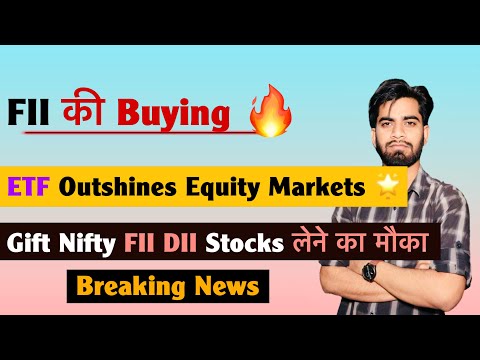 FII की Buying
ETF Outshines Equity Markets
Gift Nifty FII DII Stocks लेने का मौका
Breaking News